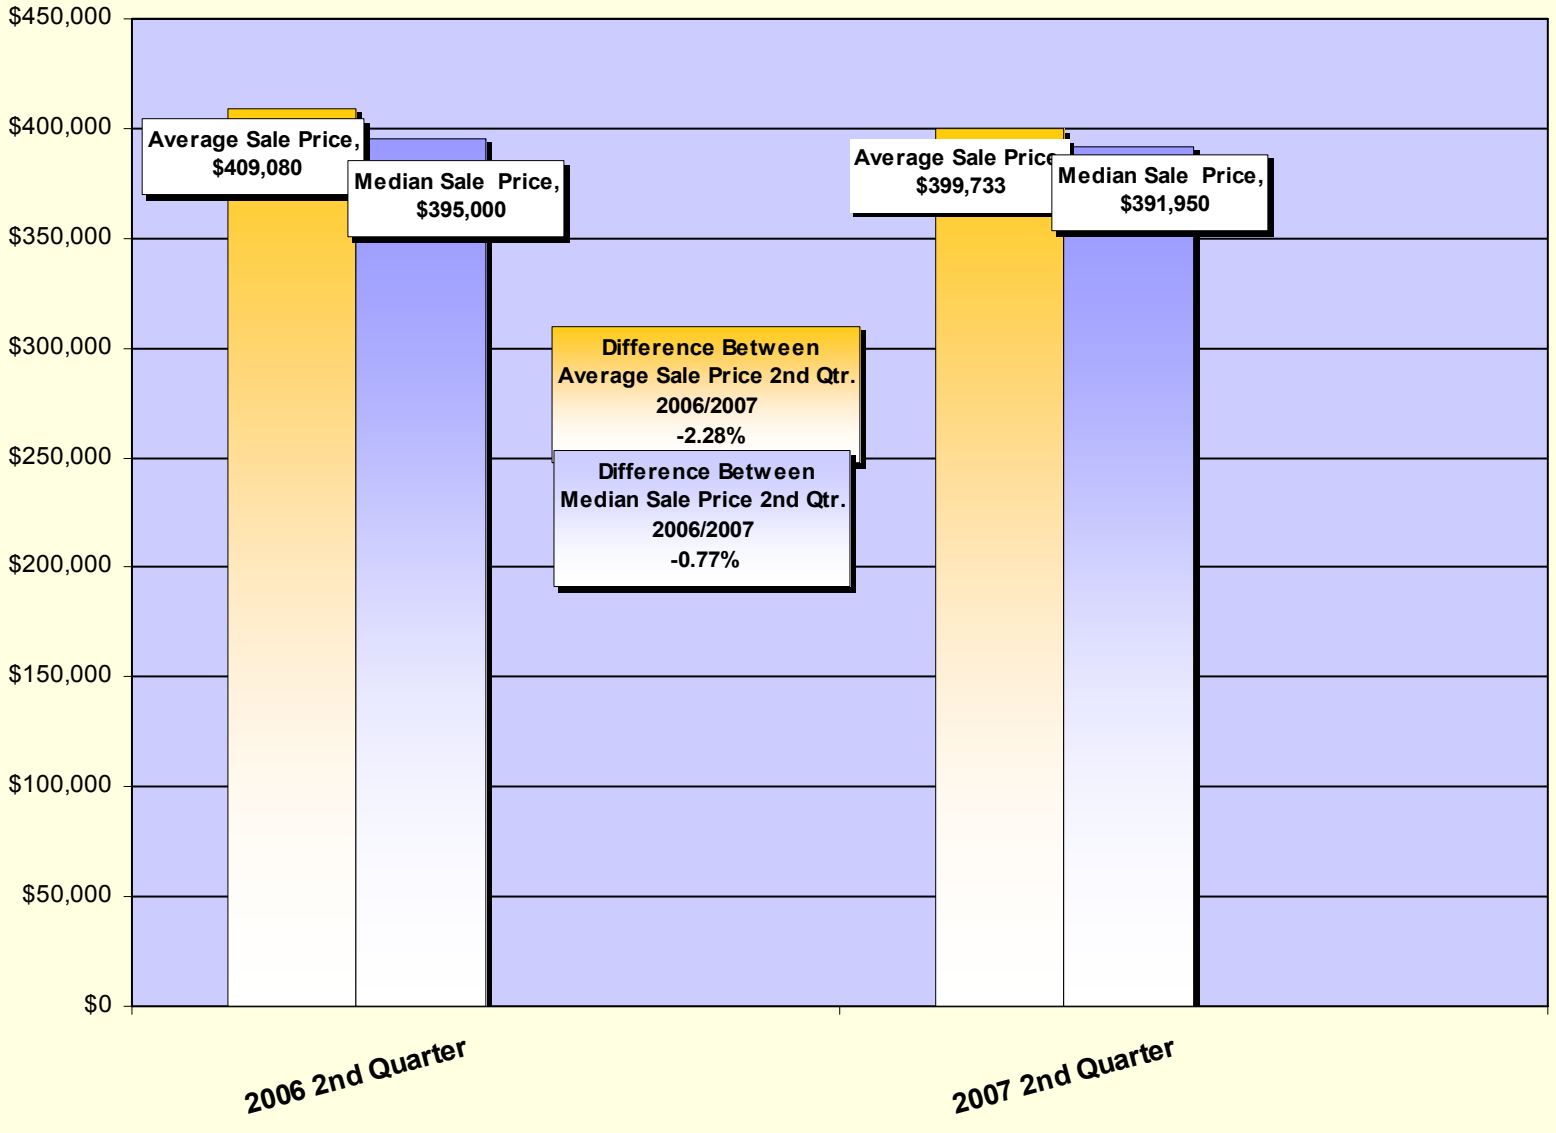 $450,000
$400,000
$350,000
$300,000
$250,000
$200,000
$150,000
$100,000
$50,000
$0
Average Sale Price,
$409,080
Median Sale Price,
$395,000
Average Sale Price
$399,733
Median Sale Price,
$391,950
Difference Between
Average Sale Price 2nd Qtr.
2006/2007
-2.28%
Difference Between
Median Sale Price 2nd Qtr.
2006/2007
-0.77%
2006 2nd Quarter
2007 2nd Quarter